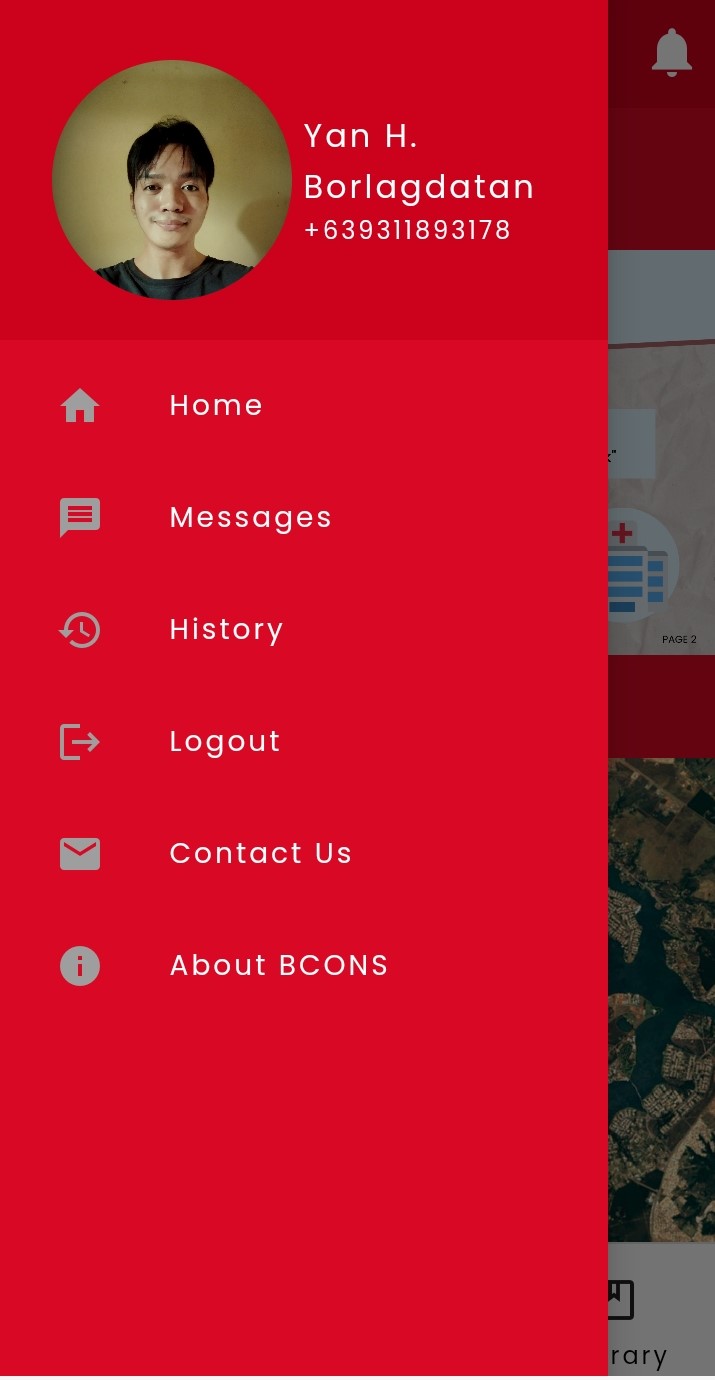 Yan H.
Borlagdatan
+639311893178
Home
Messages
History
PAGE 2
Logout
Contact Us
About BCONS
rary